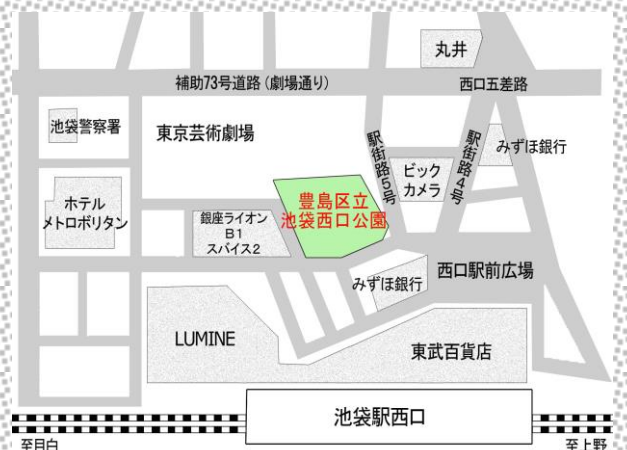 丸井
補助73号道路（劇場通り）
西口五差路
池袋警察署
東京芸術劇場
駅街路5号
駅街路4号
みずほ銀行
ビック
カメラ
ホテル
メトロポリタン
銀座ライオン
B1
スパイス2
豊島区立
池袋西口公園
西口駅前広場
みずほ銀行
LUMINE
東武百貨店
池袋駅西口
至目白
至上野